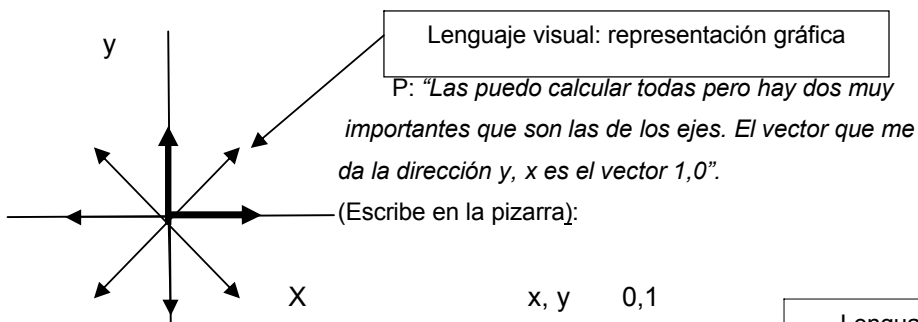 Lenguaje visual: representación gráfica
y
P: “Las puedo calcular todas pero hay dos muy
importantes que son las de los ejes. El vector que me
da la dirección y, x es el vector 1,0”.
(Escribe en la pizarra):
X x, y 0,1